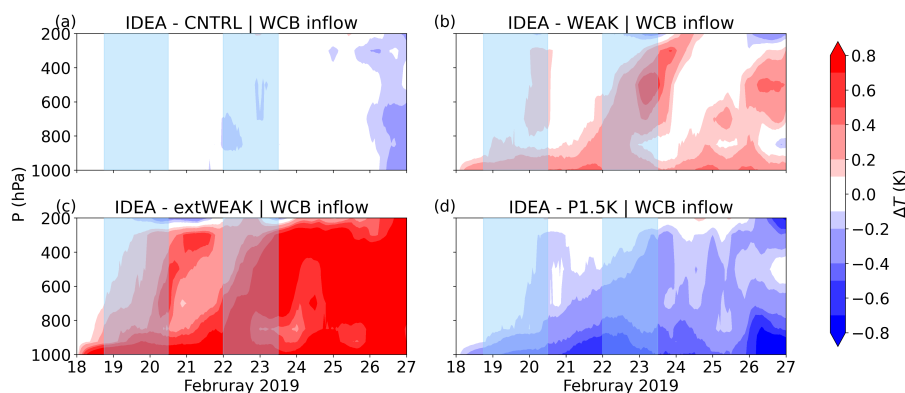 (a) IDEA - CNTRL | WCB inflow
(b) IDEA - WEAK | WCB inflow
200
400
600
800
1000
P (hPa)
(c) IDEA - extWEAK | WCB inflow
(d) IDEA - P1.5K | WCB inflow
200
400
600
800
1000
18 19 20 21 22 23 24 25 26 27
Februray 2019
18 19 20 21 22 23 24 25 26 27
Februray 2019
0.8
0.6
0.4
0.2
0.0
−0.2
−0.4
−0.6
−0.8
ΔT (K)